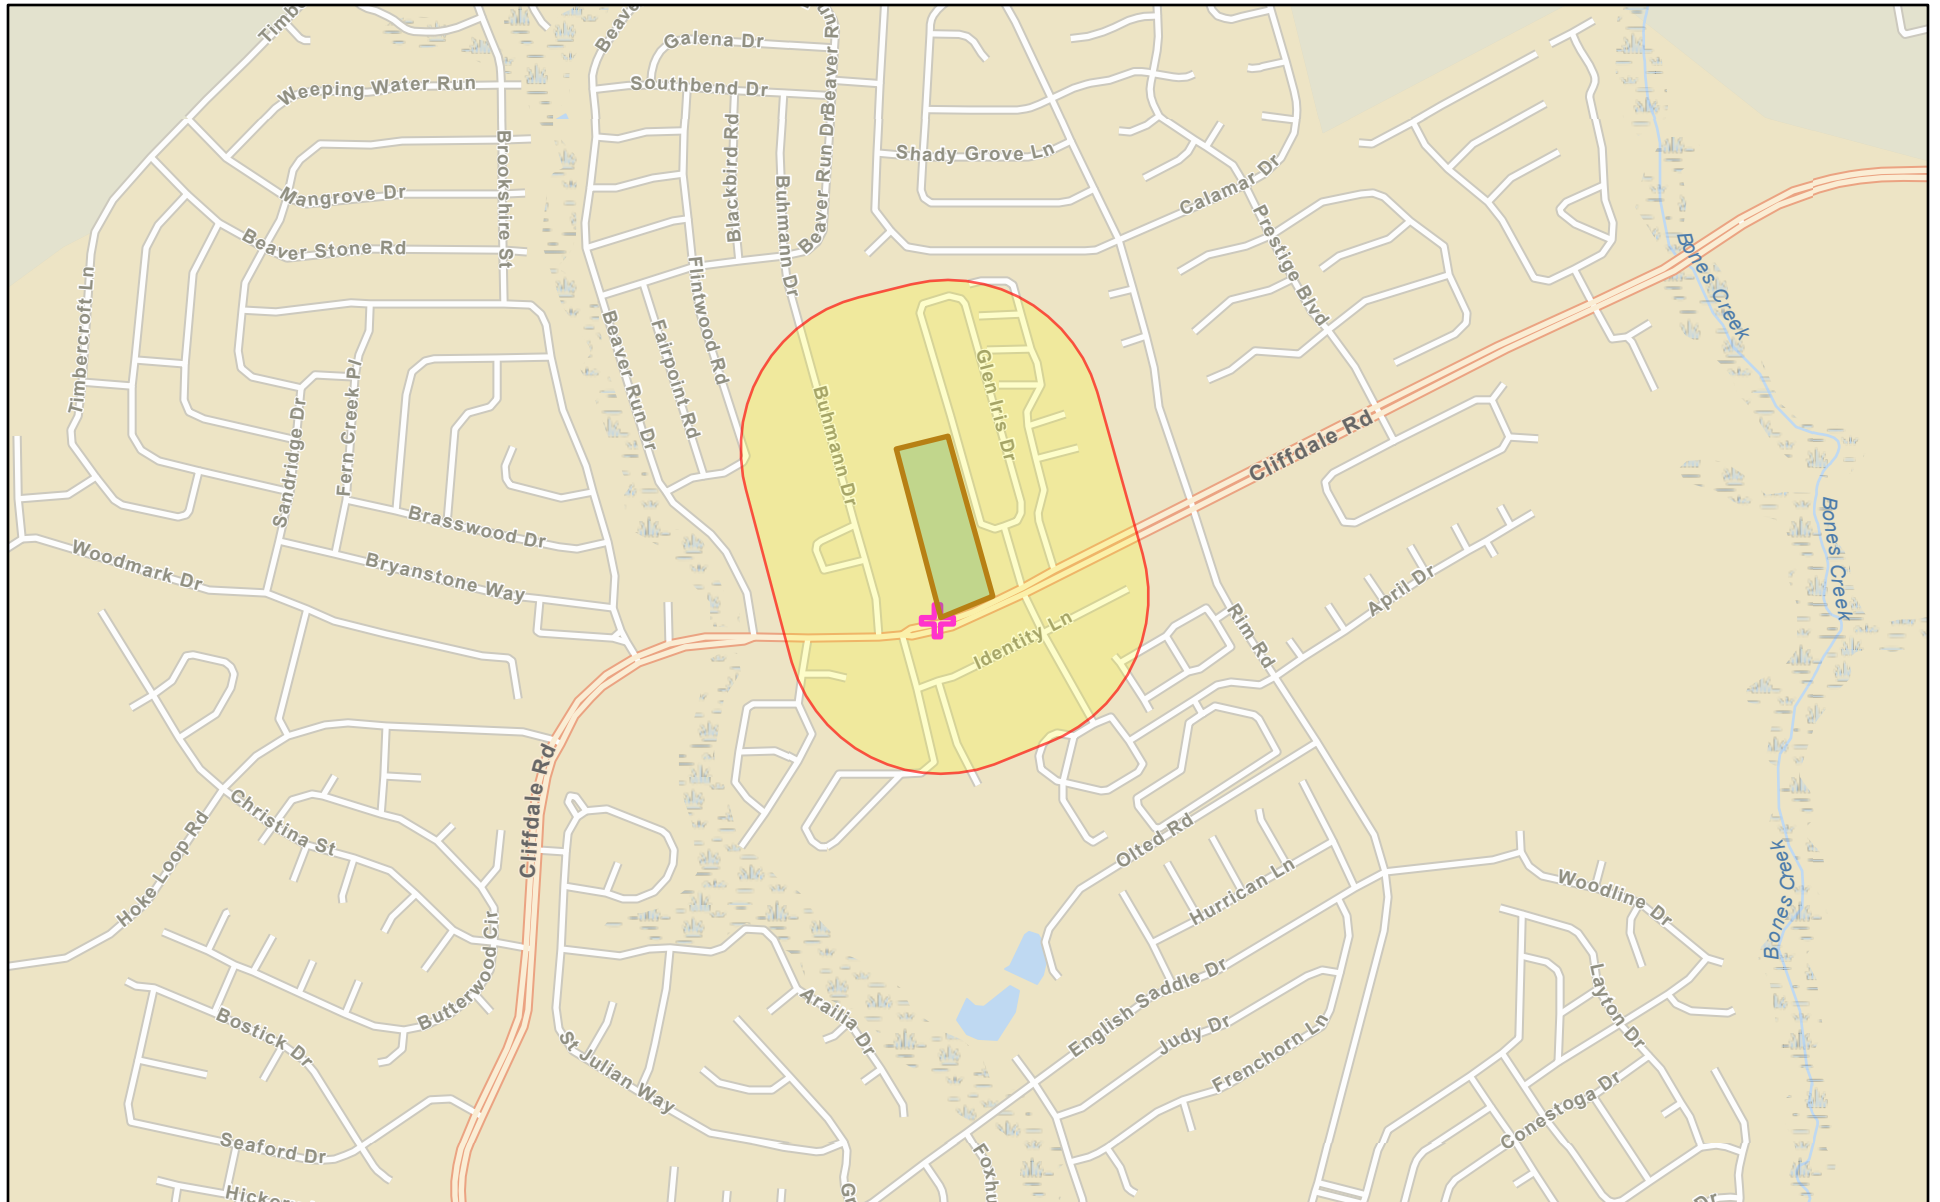 Timb
Beave
Galena Dr
Weeping Water Run
Southbend Dr
Beaver Run Dr
Beaver R
Brookshire St
Blackbird Rd
Shady Grove Ln
Mangrove Dr
Buhmann Dr
Calamar Dr
Beaver Stone Rd
Prestige Blvd
Bones Creek
Timbercroft Ln
Flintwood Rd
Beaver Run Dr
Fairpoint Rd
Glen Iris Dr
Fern Creek Pl
Sandridge Dr
Buhmann Dr
Cliffdale Rd
Brasswood Dr
Bones Creek
Woodmark Dr
Bryanstone Way
April Dr
Rim Rd
Identity Ln
Cliffdale Rd
Christina St
Hoke Loop Rd
Olted Rd
Hurrican Ln
Woodline Dr
Bones Creek
Butterwood Cir
English Saddle Dr
Layton Dr
Arailia Dr
Bostick Dr
St Julian Way
Judy Dr
Frenchorn Ln
Conestoga Dr
Seaford Dr
Foxhu
Hickor
Gr
Dr